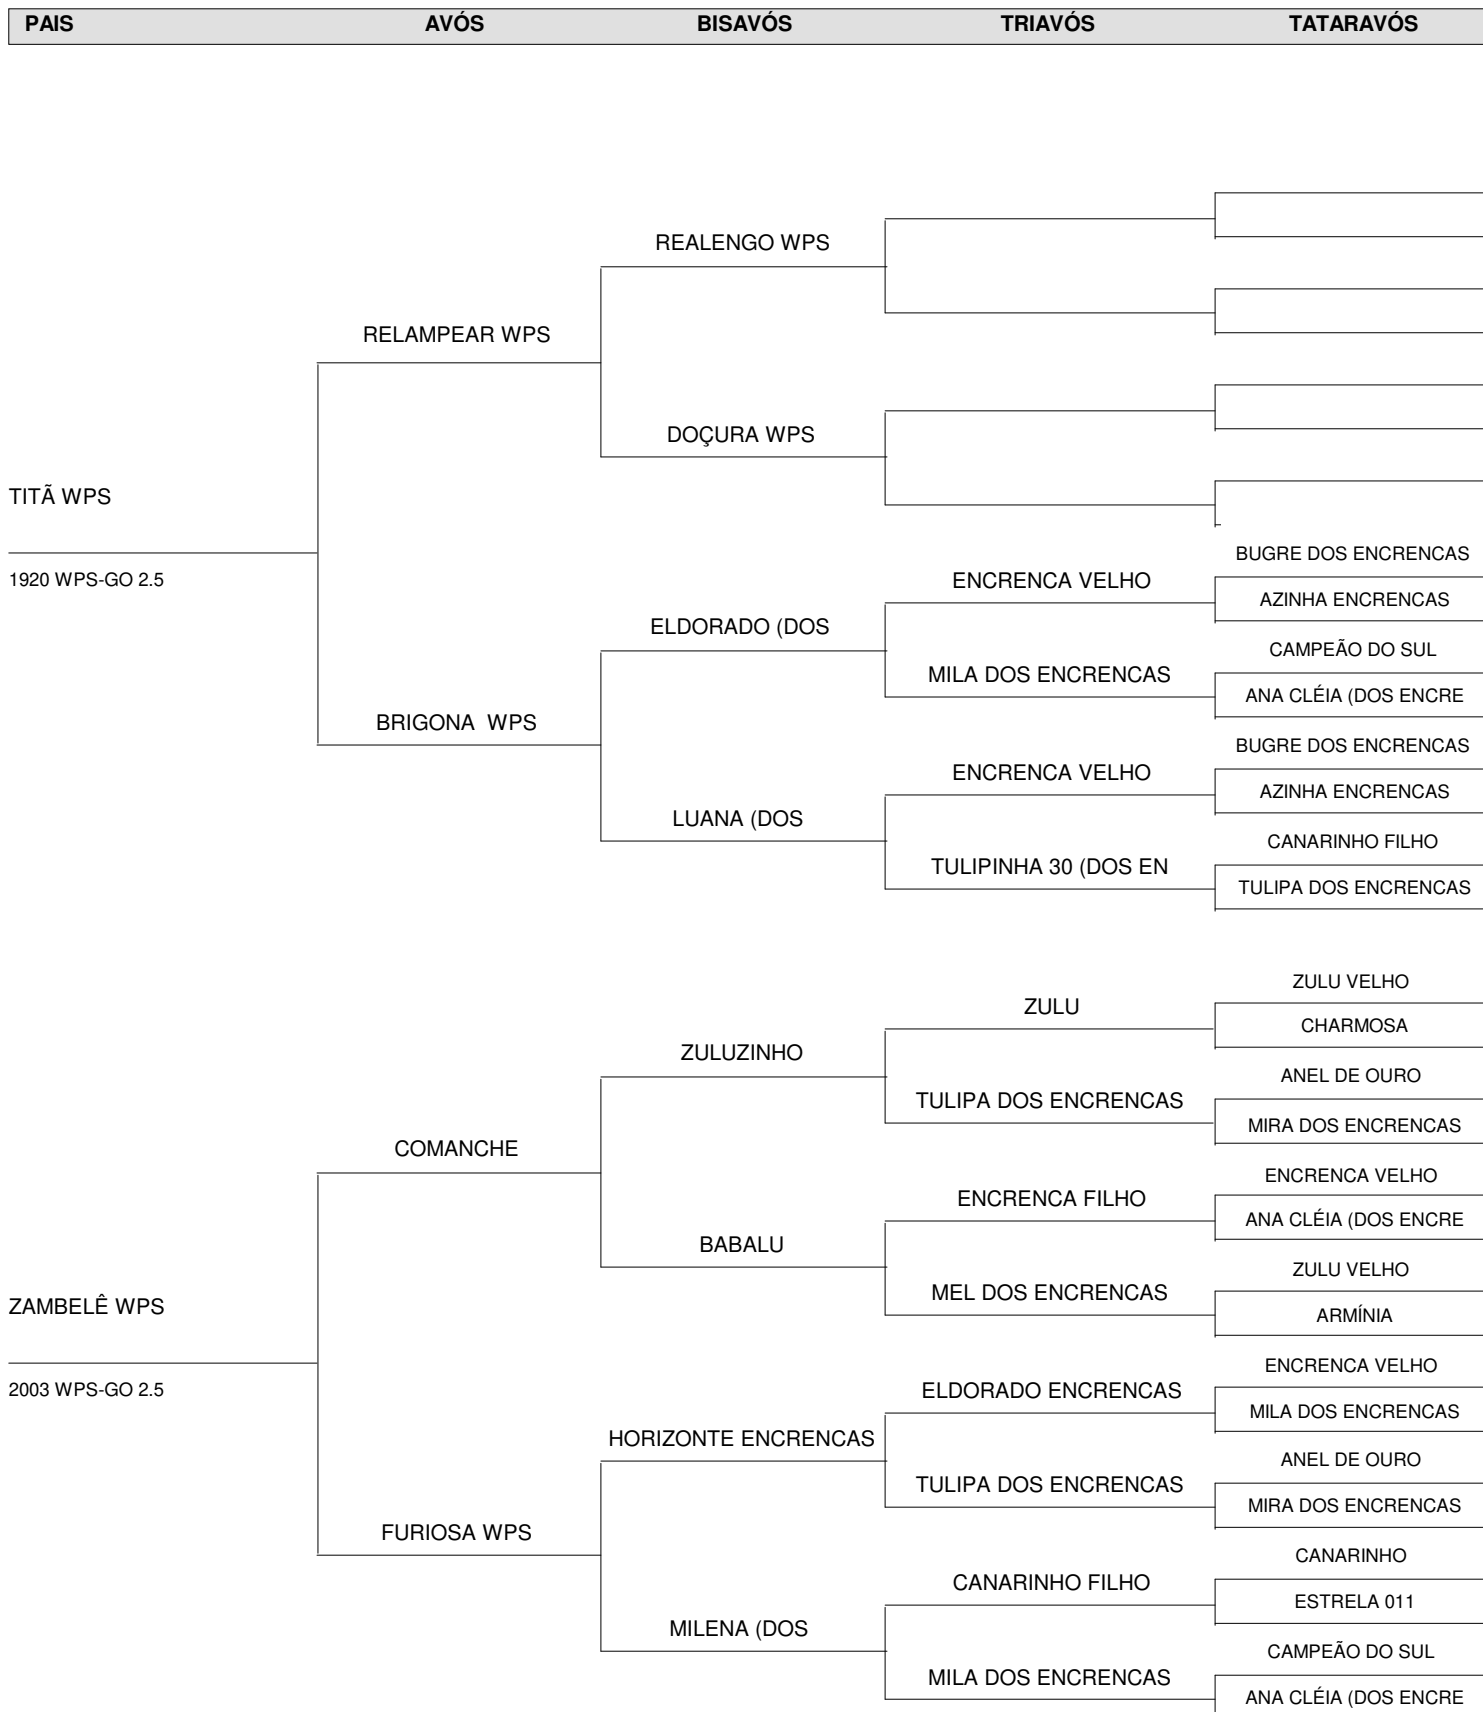 PAIS AVÓS BISAVÓS TRIAVÓS TATARAVÓS
REALENGO WPS
RELAMPEAR WPS
DOÇURA WPS
TITÃ WPS
BUGRE DOS ENCRENCAS
1920 WPS-GO 2.5
ENCRENCA VELHO
AZINHA ENCRENCAS
ELDORADO (DOS
CAMPEÃO DO SUL
MILA DOS ENCRENCAS
ANA CLÉIA (DOS ENCRE
BRIGONA WPS
BUGRE DOS ENCRENCAS
ENCRENCA VELHO
AZINHA ENCRENCAS
LUANA (DOS
CANARINHO FILHO
TULIPINHA 30 (DOS EN
TULIPA DOS ENCRENCAS
ZULU VELHO
ZULU
CHARMOSA
ZULUZINHO
ANEL DE OURO
TULIPA DOS ENCRENCAS
MIRA DOS ENCRENCAS
COMANCHE
ENCRENCA VELHO
ENCRENCA FILHO
ANA CLÉIA (DOS ENCRE
BABALU
ZULU VELHO
MEL DOS ENCRENCAS
ZAMBELÊ WPS
ARMÍNIA
ENCRENCA VELHO
2003 WPS-GO 2.5
ELDORADO ENCRENCAS
MILA DOS ENCRENCAS
HORIZONTE ENCRENCAS
ANEL DE OURO
TULIPA DOS ENCRENCAS
MIRA DOS ENCRENCAS
FURIOSA WPS
CANARINHO
CANARINHO FILHO
ESTRELA 011
MILENA (DOS
CAMPEÃO DO SUL
MILA DOS ENCRENCAS
ANA CLÉIA (DOS ENCRE